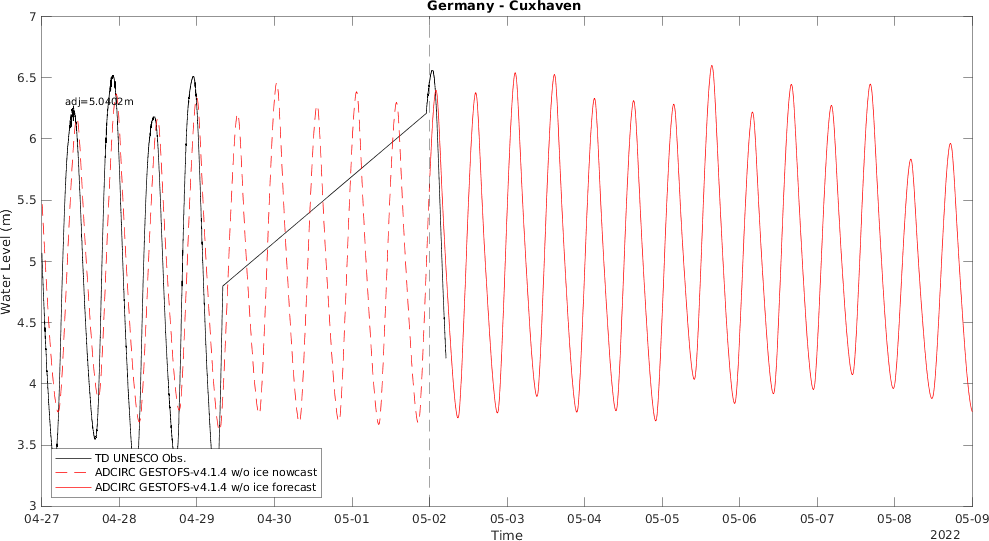 Germany - Cuxhaven
7
6.5
6
5.5
5
4.5
4
3.5
3
Water Level (m)
adj=5.0402m
TD UNESCO Obs.
ADCIRC GESTOFS-v4.1.4 w/o ice nowcast
ADCIRC GESTOFS-v4.1.4 w/o ice forecast
04-27 04-28 04-29 04-30 05-01 05-02 05-03 05-04 05-05 05-06 05-07 05-08 05-09
Time
2022